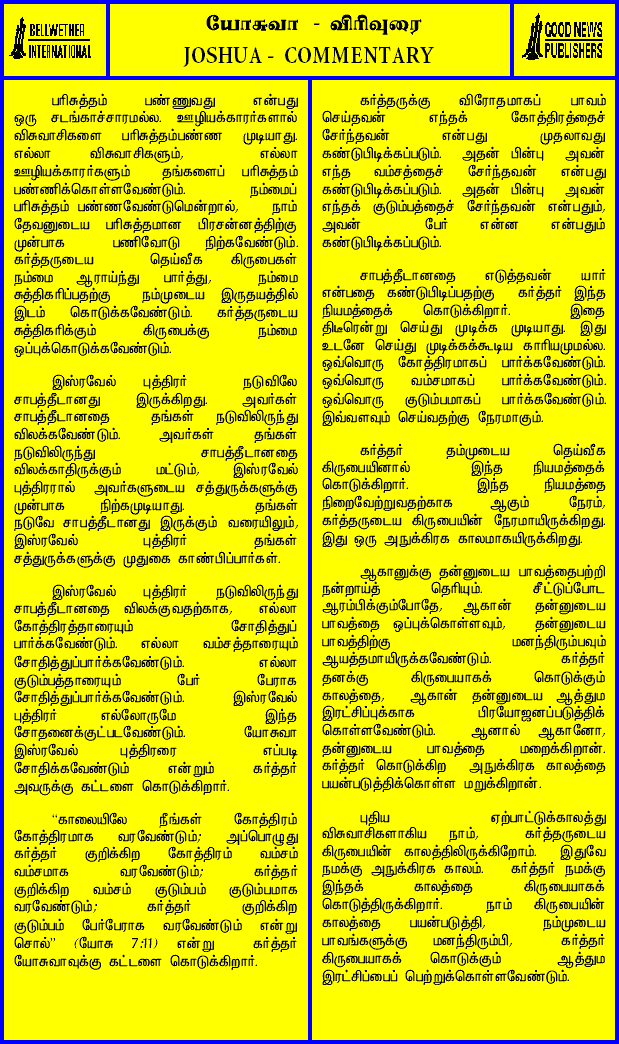 BELLWETHER
INTERNATIONAL
யோசுவா - விரிவுரை
JOSHUA - COMMENTARY
GOOD NEWS
PUBLISHERS
பரிசுத்தம் பண்ணுவது என்பது
ஒரு சடங்காச்சாரமல்ல. ஊழியக்காரர்களால்
விசுவாசிகளை பரிசுத்தம்பண்ண முடியாது.
எல்லா விசுவாசிகளும், எல்லா
ஊழியக்காரர்களும் தங்களைப் பரிசுத்தம்
பண்ணிக்கொள்ளவேண்டும். நம்மைப்
பரிசுத்தம் பண்ணவேண்டுமென்றால், நாம்
தேவனுடைய பரிசுத்தமான பிரசன்னத்திற்கு
முன்பாக பணிவோடு நிற்கவேண்டும்.
கர்த்தருடைய தெய்வீக கிருபைகள்
நம்மை ஆராய்ந்து பார்த்து, நம்மை
சுத்திகரிப்பதற்கு நம்முடைய இருதயத்தில்
இடம் கொடுக்கவேண்டும். கர்த்தருடைய
சுத்திகரிக்கும் கிருபைக்கு நம்மை
ஒப்புக்கொடுக்கவேண்டும்.
இஸ்ரவேல் புத்திரர் நடுவிலே
சாபத்தீடானது இருக்கிறது. அவர்கள்
சாபத்தீடானதை தங்கள் நடுவிலிருந்து
விலக்கவேண்டும். அவர்கள் தங்கள்
நடுவிலிருந்து சாபத்தீடானதை
விலக்காதிருக்கும் மட்டும், இஸ்ரவேல்
புத்திரரால் அவர்களுடைய சத்துருக்களுக்கு
முன்பாக நிற்கமுடியாது. தங்கள்
நடுவே சாபத்தீடானது இருக்கும் வரையிலும்,
இஸ்ரவேல் புத்திரர் தங்கள்
சத்துருக்களுக்கு முதுகை காண்பிப்பார்கள்.
இஸ்ரவேல் புத்திரர் நடுவிலிருந்து
சாபத்தீடானதை விலக்குவதற்காக, எல்லா
கோத்திரத்தாரையும் சோதித்துப்
பார்க்கவேண்டும். எல்லா வம்சத்தாரையும்
சோதித்துப்பார்க்கவேண்டும். எல்லா
குடும்பத்தாரையும் பேர் பேராக
சோதித்துப்பார்க்கவேண்டும். இஸ்ரவேல்
புத்திரர் எல்லோருமே இந்த
சோதனைக்குட்படவேண்டும். யோசுவா
இஸ்ரவேல் புத்திரரை எப்படி
சோதிக்கவேண்டும் என்றும் கர்த்தர்
அவருக்கு கட்டளை கொடுக்கிறார்.
“காலையிலே நீங்கள் கோத்திரம்
கோத்திரமாக வரவேண்டும்; அப்பொழுது
கர்த்தர் குறிக்கிற கோத்திரம் வம்சம்
வம்சமாக வரவேண்டும்; கர்த்தர்
குறிக்கிற வம்சம் குடும்பம் குடும்பமாக
வரவேண்டும்; கர்த்தர் குறிக்கிற
குடும்பம் பேர்பேராக வரவேண்டும் என்று
சொல்” (யோசு 7:11) என்று கர்த்தர்
யோசுவாவுக்கு கட்டளை கொடுக்கிறார்.
கர்த்தருக்கு விரோதமாகப் பாவம்
செய்தவன் எந்தக் கோத்திரத்தைச்
சேர்ந்தவன் என்பது முதலாவது
கண்டுபிடிக்கப்படும். அதன் பின்பு அவன்
எந்த வம்சத்தைச் சேர்ந்தவன் என்பது
கண்டுபிடிக்கப்படும். அதன் பின்பு அவன்
எந்தக் குடும்பத்தைச் சேர்ந்தவன் என்பதும்,
அவன் பேர் என்ன என்பதும்
கண்டுபிடிக்கப்படும்.
சாபத்தீடானதை எடுத்தவன் யார்
என்பதை கண்டுபிடிப்பதற்கு கர்த்தர் இந்த
நியமத்தைக் கொடுக்கிறார். இதை
திடீரென்று செய்து முடிக்க முடியாது. இது
உடனே செய்து முடிக்கக்கூடிய காரியமுமல்ல.
ஒவ்வொரு கோத்திரமாகப் பார்க்கவேண்டும்.
ஒவ்வொரு வம்சமாகப் பார்க்கவேண்டும்.
ஒவ்வொரு குடும்பமாகப் பார்க்கவேண்டும்.
இவ்வளவும் செய்வதற்கு நேரமாகும்.
கர்த்தர் தம்முடைய தெய்வீக
கிருபையினால் இந்த நியமத்தைக்
கொடுக்கிறார். இந்த நியமத்தை
நிறைவேற்றுவதற்காக ஆகும் நேரம்,
கர்த்தருடைய கிருபையின் நேரமாயிருக்கிறது.
இது ஒரு அநுக்கிரக காலமாகயிருக்கிறது.
ஆகானுக்கு தன்னுடைய பாவத்தைபற்றி
நன்றாய்த் தெரியும். சீட்டுப்போட
ஆரம்பிக்கும்போதே, ஆகான் தன்னுடைய
பாவத்தை ஒப்புக்கொள்ளவும், தன்னுடைய
பாவத்திற்கு மனந்திரும்பவும்
ஆயத்தமாயிருக்கவேண்டும். கர்த்தர்
தனக்கு கிருபையாகக் கொடுக்கும்
காலத்தை, ஆகான் தன்னுடைய ஆத்தும
இரட்சிப்புக்காக பிரயோஜனப்படுத்திக்
கொள்ளவேண்டும். ஆனால் ஆகானோ,
தன்னுடைய பாவத்தை மறைக்கிறான்.
கர்த்தர் கொடுக்கிற அநுக்கிரக காலத்தை
பயன்படுத்திக்கொள்ள மறுக்கிறான்.
புதிய ஏற்பாட்டுக்காலத்து
விசுவாசிகளாகிய நாம், கர்த்தருடைய
கிருபையின் காலத்திலிருக்கிறோம். இதுவே
நமக்கு அநுக்கிரக காலம். கர்த்தர் நமக்கு
இந்தக் காலத்தை கிருபையாகக்
கொடுத்திருக்கிறார். நாம் கிருபையின்
காலத்தை பயன்படுத்தி, நம்முடைய
பாவங்களுக்கு மனந்திரும்பி, கர்த்தர்
கிருபையாகக் கொடுக்கும் ஆத்தும
இரட்சிப்பைப் பெற்றுக்கொள்ளவேண்டும்.